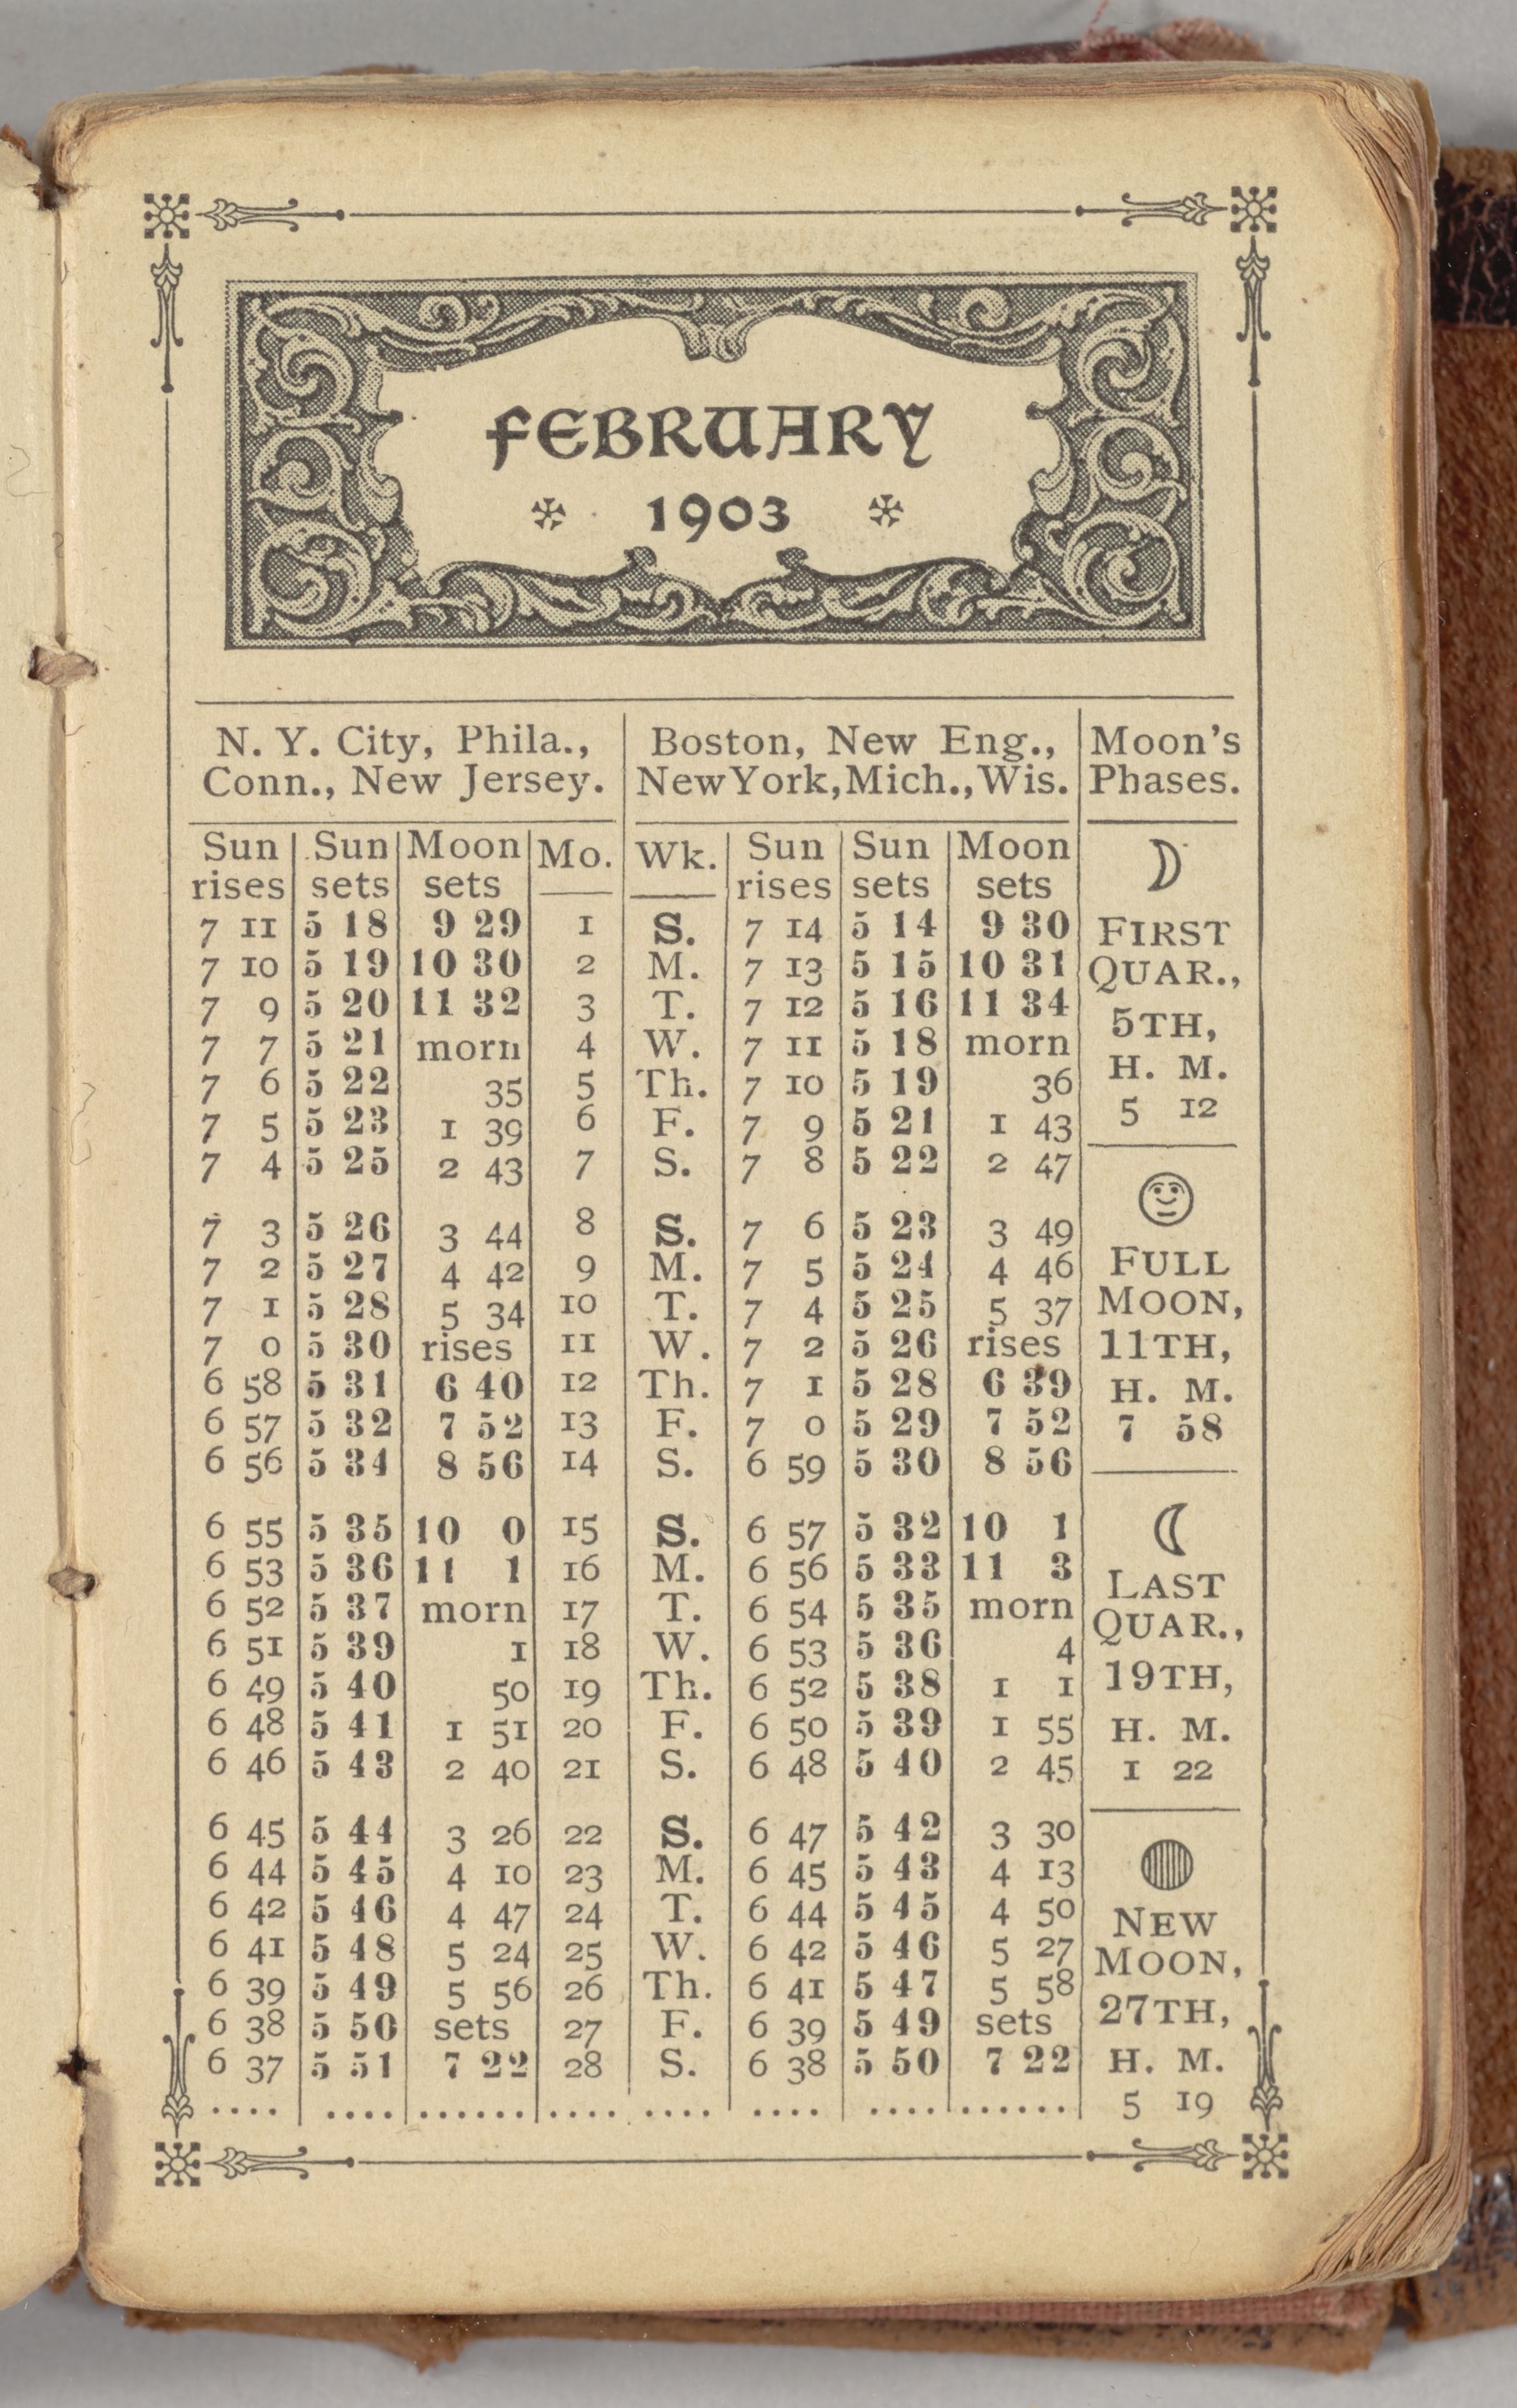 FEBRUARY
1903
N. Y. City, Phila., Boston, New Eng., Moon's
Conn., New Jersey. New York, Mich., Wis. Phases.
Sun Sun Moon Mo. Wk. Sun Sun Moon
rises sets sets rises sets sets
7 11 5 18 9 29 1 S. 7 14 5 14 9 30 FIRST
7 10 5 19 10 30 2 M. 7 13 5 15 10 31 QUAR.,
7 9 5 20 11 32 3 T. 7 12 5 16 11 34 5TH,
7 7 5 21 morn 4 W. 7 11 5 18 morn H. M.
7 6 5 22 35 5 Th. 7 10 5 19 36 5 12
7 5 5 23 1 39 6 F. 7 9 5 21 1 43
7 4 5 25 2 43 7 S. 7 8 5 22 2 47
7 3 5 26 3 44 8 S. 7 6 5 23 3 49
7 2 5 27 4 42 9 M. 7 5 5 24 4 46 FULL
7 1 5 28 5 34 10 T. 7 4 5 25 5 37 MOON,
7 0 5 30 rises 11 W. 7 2 5 26 rises 11TH,
6 58 5 31 6 40 12 Th. 7 1 5 28 6 39 H. M.
6 57 5 32 7 52 13 F. 7 0 5 29 7 52 7 58
6 56 5 34 8 56 14 S. 6 59 5 30 8 56
6 55 5 35 10 0 15 S. 6 57 5 32 10 1
6 53 5 36 11 1 16 M. 6 56 5 33 11 3 LAST
6 52 5 37 morn 17 T. 6 54 5 35 morn QUAR.,
6 51 5 39 1 18 W. 6 53 5 36 4
6 49 5 40 50 19 Th. 6 52 5 38 1 1 19TH,
6 48 5 41 1 51 20 F. 6 50 5 39 1 55 H. M.
6 46 5 43 2 40 21 S. 6 48 5 40 2 45 1 22
6 45 5 44 3 26 22 S. 6 47 5 42 3 30
6 44 5 45 4 10 23 M. 6 45 5 43 4 13
6 42 5 46 4 47 24 T. 6 44 5 45 4 50 NEW
6 41 5 48 5 24 25 W. 6 42 5 46 5 27 MOON,
6 39 5 49 5 56 26 Th. 6 41 5 47 5 58 27TH,
6 38 5 50 sets 27 F. 6 39 5 49 sets
6 37 5 51 7 22 28 S. 6 38 5 50 7 22 H. M.
.... .... ...... .... .... .... .... ...... 5 19